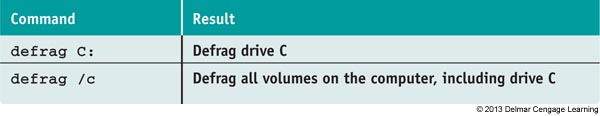 Command Result
defrag C: Defrag drive C
defrag /c Defrag all volumes on the computer, including drive C
© 2013 Delmar Cengage Learning